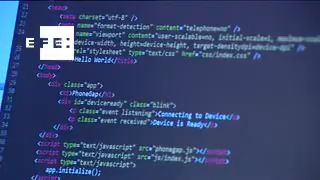 21
<head>
<meta charset="utf-8" />
<meta name="format-detection" content="telephone=no" />
name="viewport" content="user-scalable=no, initial-scale=1,
device-width, height=device-height, target-densitydpi=device-dpi" />
rel="stylesheet" type="text/css" href="css/index.css" />
Hello World</title>
EFE:
</head>
<body>
<div class="app">
<h1>PhoneGap</h1>
<div id="deviceready" class="blink">
<p class="event listening">Connecting to Device</p>
<p class="event received">Device is Ready</p>
</div>
</div>
<script type="text/javascript" src="phonegap.js"></script>
<script type="text/javascript" src="js/index.js"></script>
<script type="text/javascript">
app.initialize();
</script>